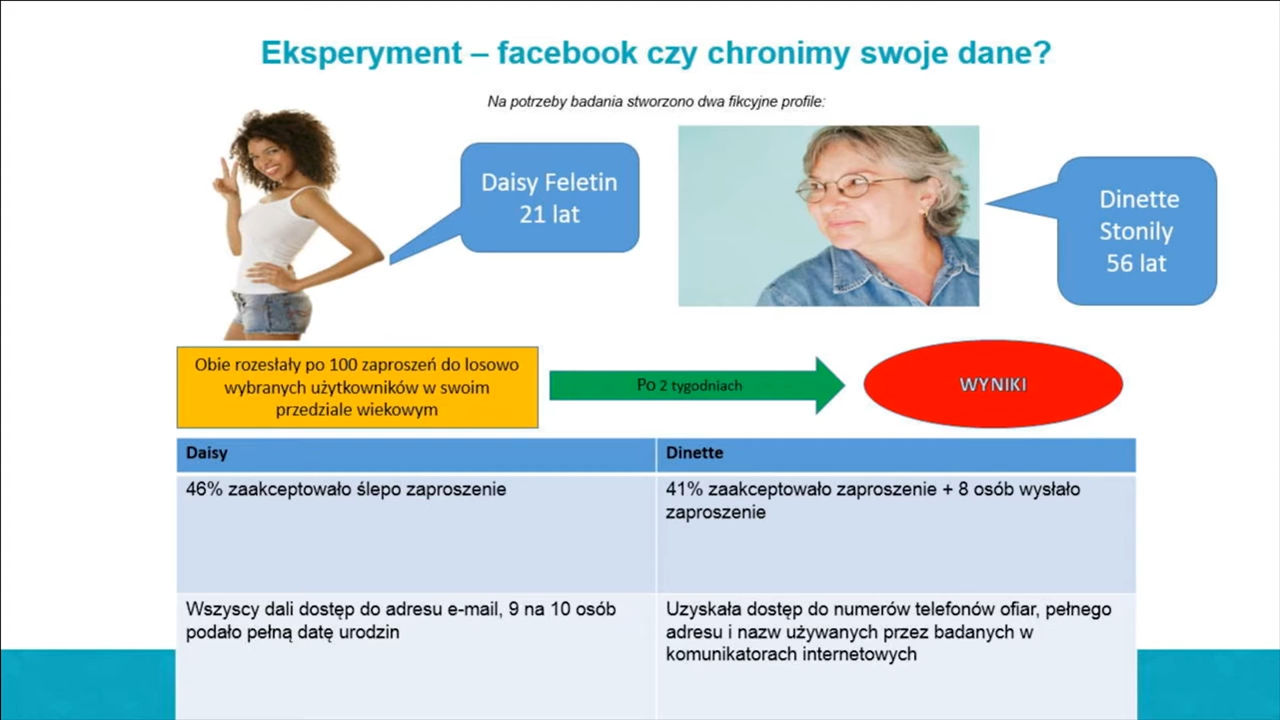 Eksperyment – facebook czy chronimy swoje dane?
Na potrzeby badania stworzono dwa fikcyjne profile:
Daisy Feletin
21 lat
Dinette
Stonily
56 lat
Obie rozesłały po 100 zaproszeń do losowo
wybranych użytkowników w swoim
przedziale wiekowym
Po 2 tygodniach
WYNIKI
Daisy
Dinette
46% zaakceptowało ślepo zaproszenie
41% zaakceptowało zaproszenie + 8 osób wysłało
zaproszenie
Wszyscy dali dostęp do adresu e-mail, 9 na 10 osób
podało pełną datę urodzin
Uzyskała dostęp do numerów telefonów ofiar, pełnego
adresu i nazw używanych przez badanych w
komunikatorach internetowych